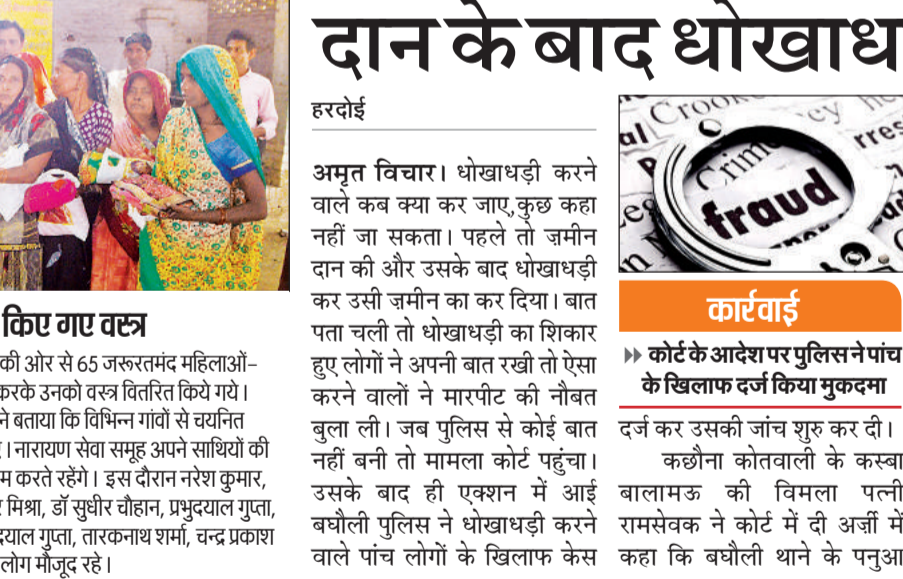 किए गए वस्त्र
की ओर से 65 जरूरतमंद महिलाओं-
करके उनको वस्त्र वितरित किये गये।
ने बताया कि विभिन्न गांवों से चयनित
। नारायण सेवा समूह अपने साथियों की
म करते रहेंगे। इस दौरान नरेश कुमार,
मिश्रा, डॉ सुधीर चौहान, प्रभुदयाल गुप्ता,
दयाल गुप्ता, तारकनाथ शर्मा, चन्द्र प्रकाश
लोग मौजूद रहे।
दान के बाद धोखाध
हरदोई
अमृत विचार। धोखाधड़ी करने
वाले कब क्या कर जाए,कुछ कहा
नहीं जा सकता। पहले तो ज़मीन
दान की और उसके बाद धोखाधड़ी
कर उसी ज़मीन का कर दिया। बात
पता चली तो धोखाधड़ी का शिकार
हुए लोगों ने अपनी बात रखी तो ऐसा
करने वालों ने मारपीट की नौबत
बुला ली। जब पुलिस से कोई बात
नहीं बनी तो मामला कोर्ट पहुंचा।
उसके बाद ही एक्शन में आई
बघौली पुलिस ने धोखाधड़ी करने
वाले पांच लोगों के खिलाफ केस
Crook
Crime
fraud
कार्रवाई
कोर्ट के आदेश पर पुलिस ने पांच
के खिलाफ दर्ज किया मुकदमा
दर्ज कर उसकी जांच शुरु कर दी।
कछौना कोतवाली के कस्बा
बालामऊ की विमला पत्नी
रामसेवक ने कोर्ट में दी अर्ज़ी में
कहा कि बघौली थाने के पनुआ